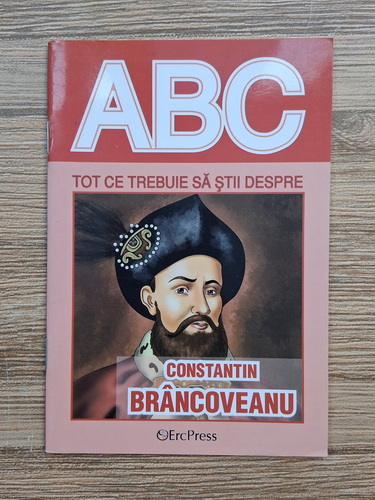 ABC
TOT CE TREBUIE SĂ ȘTII DESPRE
CONSTANTIN
BRÂNCOVEANU
ErcPress